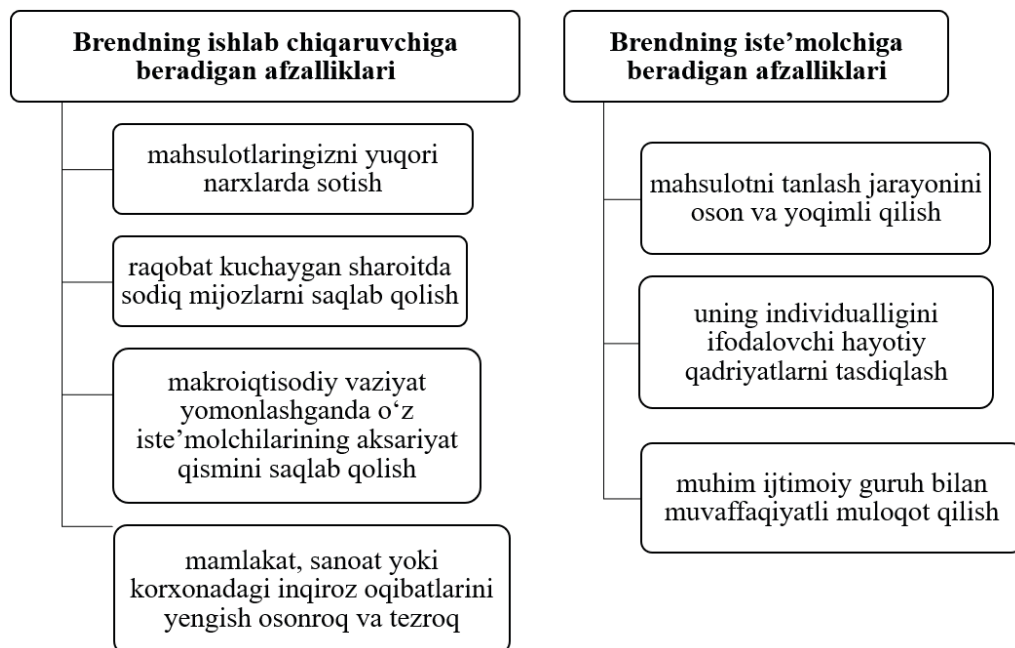 Brendning ishlab chiqaruvchiga
beradigan afzalliklari
mahsulotlaringizni yuqori
narxlarda sotish
raqobat kuchaygan sharoitda
sodiq mijozlarni saqlab qolish
makroiqtisodiy vaziyat
yomonlashganda o‘z
iste’molchilarining aksariyat
qismini saqlab qolish
mamlakat, sanoat yoki
korxonadagi inqiroz oqibatlarini
yengish osonroq va tezroq
Brendning iste’molchiga
beradigan afzalliklari
mahsulotni tanlash jarayonini
oson va yoqimli qilish
uning individualligini
ifodalovchi hayotiy
qadriyatlarni tasdiqlash
muhim ijtimoiy guruh bilan
muvaffaqiyatli muloqot qilish